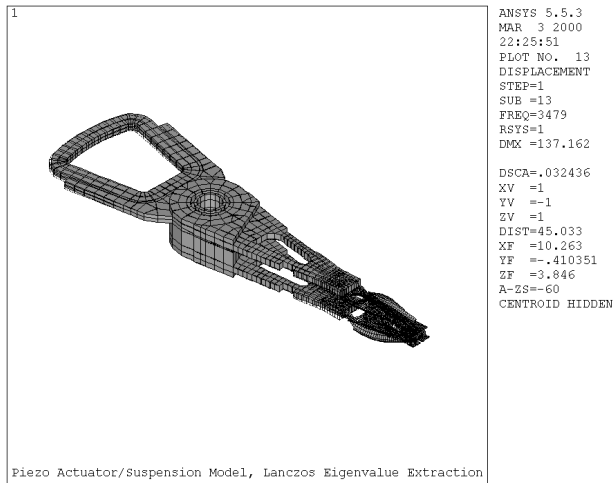 1
ANSYS 5.5.3
MAR  3 2000
22:25:51
PLOT NO.  13
DISPLACEMENT
STEP=1
SUB =13
FREQ=3479
RSYS=1
DMX =137.162
DSCA=.032436
XV  =1
YV  =-1
ZV  =1
DIST=45.033
XF  =10.263
YF  =-.410351
ZF  =3.846
A-ZS=-60
CENTROID HIDDEN
Piezo Actuator/Suspension Model, Lanczos Eigenvalue Extraction